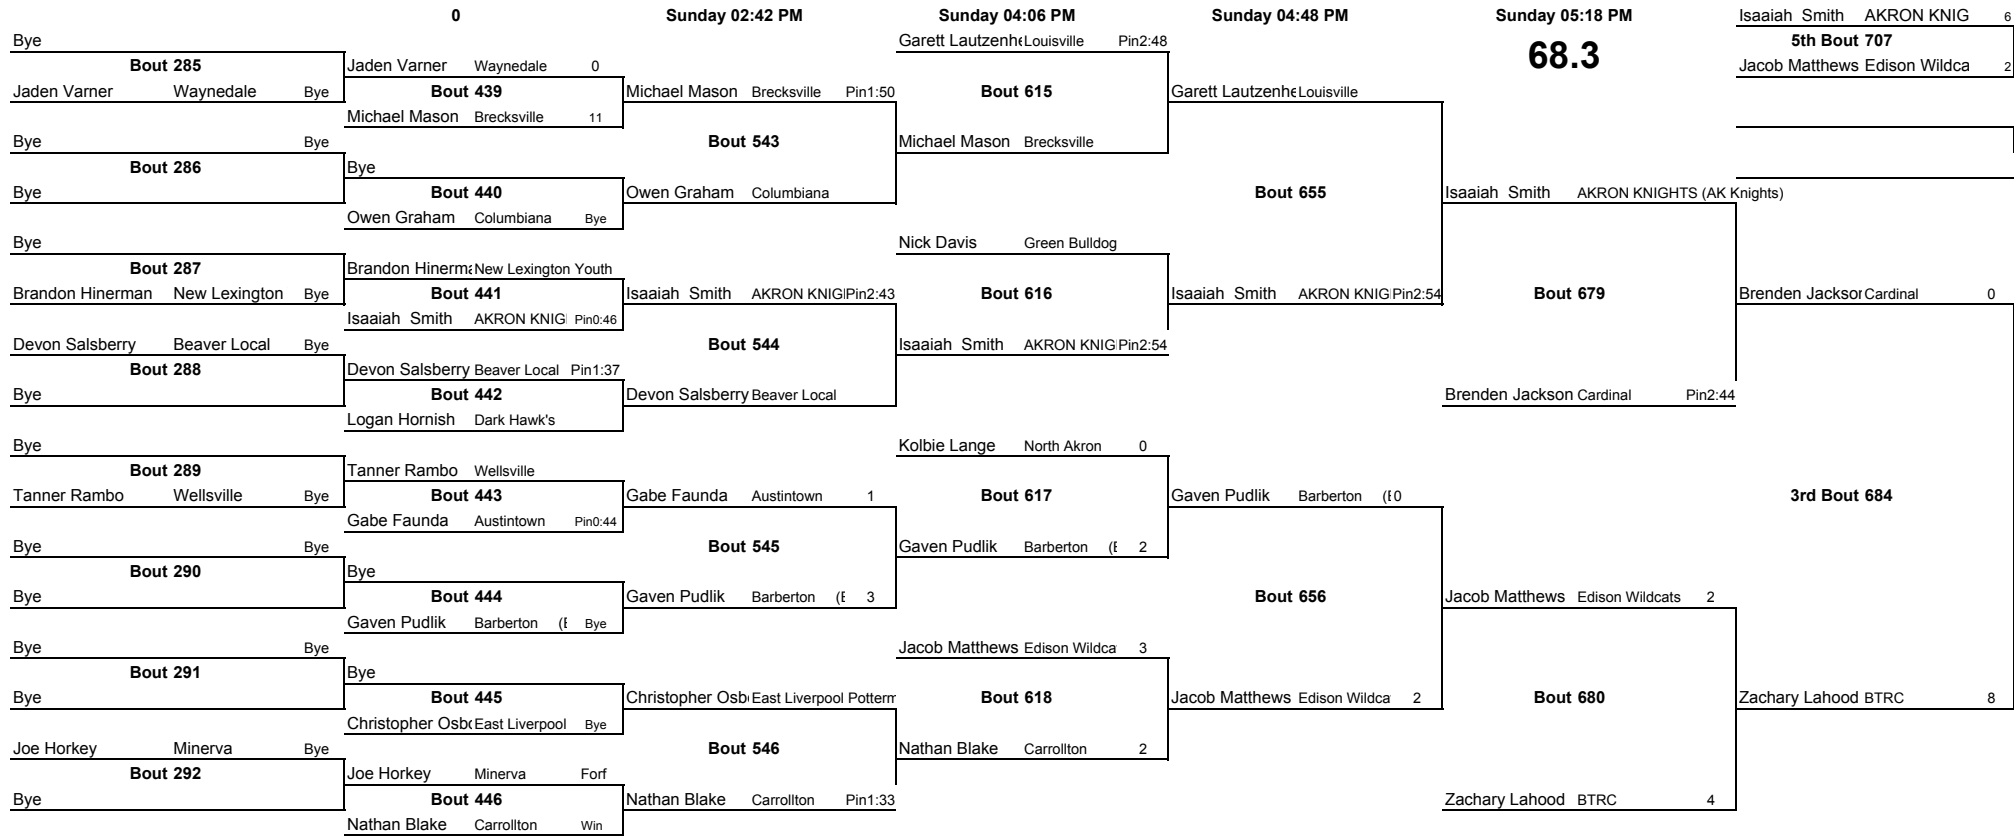 0 Sunday 02:42 PM Sunday 04:06 PM Sunday 04:48 PM Sunday 05:18 PM Isaaiah Smith AKRON KNIG 6
Bye Garett Lautzenhe Louisville Pin2:48 68.3 5th Bout 707
Bout 285 Jaden Varner Waynedale 0 Jacob Matthews Edison Wildca 2
Jaden Varner Waynedale Bye Bout 439 Michael Mason Brecksville Pin1:50 Bout 615 Garett Lautzenhe Louisville
Michael Mason Brecksville 11
Bye Bye Bout 543 Michael Mason Brecksville
Bout 286 Bye
Bye Bout 440 Owen Graham Columbiana Bout 655 Isaaiah Smith AKRON KNIGHTS (AK Knights)
Owen Graham Columbiana Bye
Bye Nick Davis Green Bulldog
Bout 287 Brandon Hinerma New Lexington Youth
Brandon Hinerman New Lexington Bye Bout 441 Isaaiah Smith AKRON KNIG Pin2:43 Bout 616 Isaaiah Smith AKRON KNIG Pin2:54 Bout 679 Brenden Jackson Cardinal 0
Isaaiah Smith AKRON KNIG Pin0:46
Devon Salsberry Beaver Local Bye Bout 544 Isaaiah Smith AKRON KNIG Pin2:54
Bout 288 Devon Salsberry Beaver Local Pin1:37
Bye Bout 442 Devon Salsberry Beaver Local Brenden Jackson Cardinal Pin2:44
Logan Hornish Dark Hawk's
Bye Kolbie Lange North Akron 0
Bout 289 Tanner Rambo Wellsville
Tanner Rambo Wellsville Bye Bout 443 Gabe Faunda Austintown 1 Bout 617 Gaven Pudlik Barberton (E 0 3rd Bout 684
Gabe Faunda Austintown Pin0:44
Bye Bye Bout 545 Gaven Pudlik Barberton (E 2
Bout 290 Bye
Bye Bout 444 Gaven Pudlik Barberton (E 3 Bout 656 Jacob Matthews Edison Wildcats 2
Gaven Pudlik Barberton (E Bye
Bye Bye Jacob Matthews Edison Wildca 3
Bout 291 Bye
Bye Bout 445 Christopher Osb East Liverpool Potterm Bout 618 Jacob Matthews Edison Wildca 2 Bout 680 Zachary Lahood BTRC 8
Christopher Osbo East Liverpool Bye
Joe Horkey Minerva Bye Bout 546 Nathan Blake Carrollton 2
Bout 292 Joe Horkey Minerva Forf
Bye Bout 446 Nathan Blake Carrollton Pin1:33 Zachary Lahood BTRC 4
Nathan Blake Carrollton Win